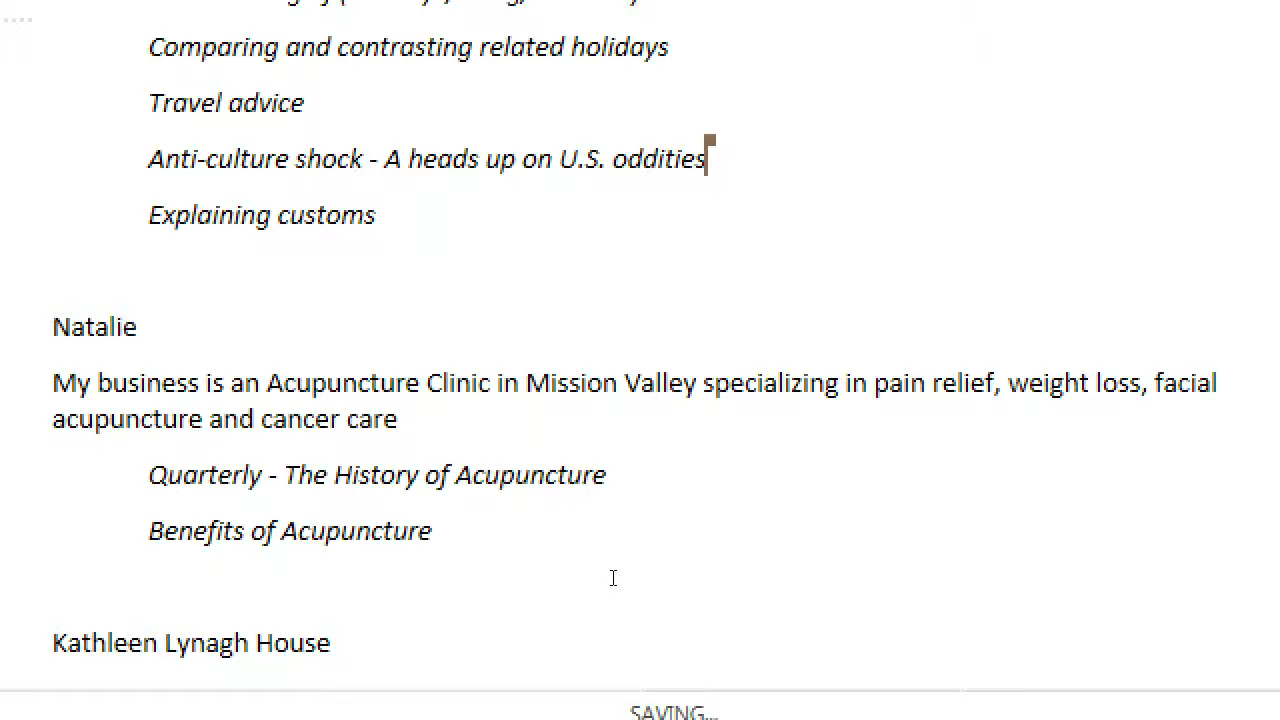 Comparing and contrasting related holidays
Travel advice
Anti-culture shock - A heads up on U.S. oddities
Explaining customs
Natalie
My business is an Acupuncture Clinic in Mission Valley specializing in pain relief, weight loss, facial
acupuncture and cancer care
Quarterly - The History of Acupuncture
Benefits of Acupuncture
Kathleen Lynagh House
SAVING...